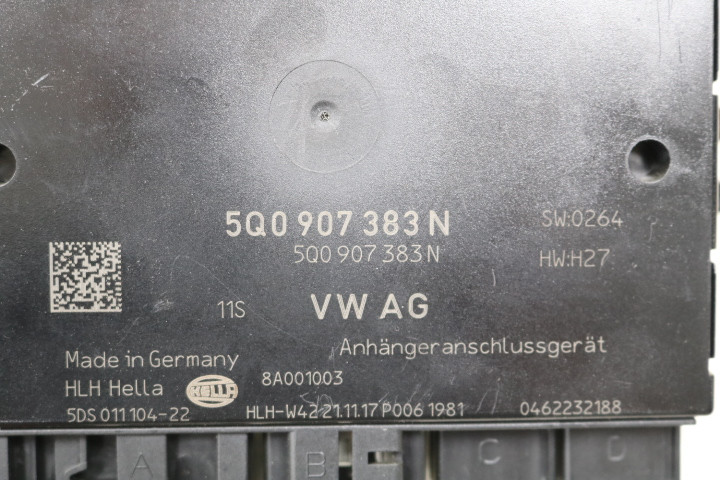 5Q0 907 383 N SW:0264
5Q0 907 383 N HW:H27
11S VW AG
Made in Germany Anhängeranschlussgerät
HLH Hella HELLA 8A001003
5DS 011 104-22 HLH-W42 21.11.17 P006 1981 0462232188
A B C D